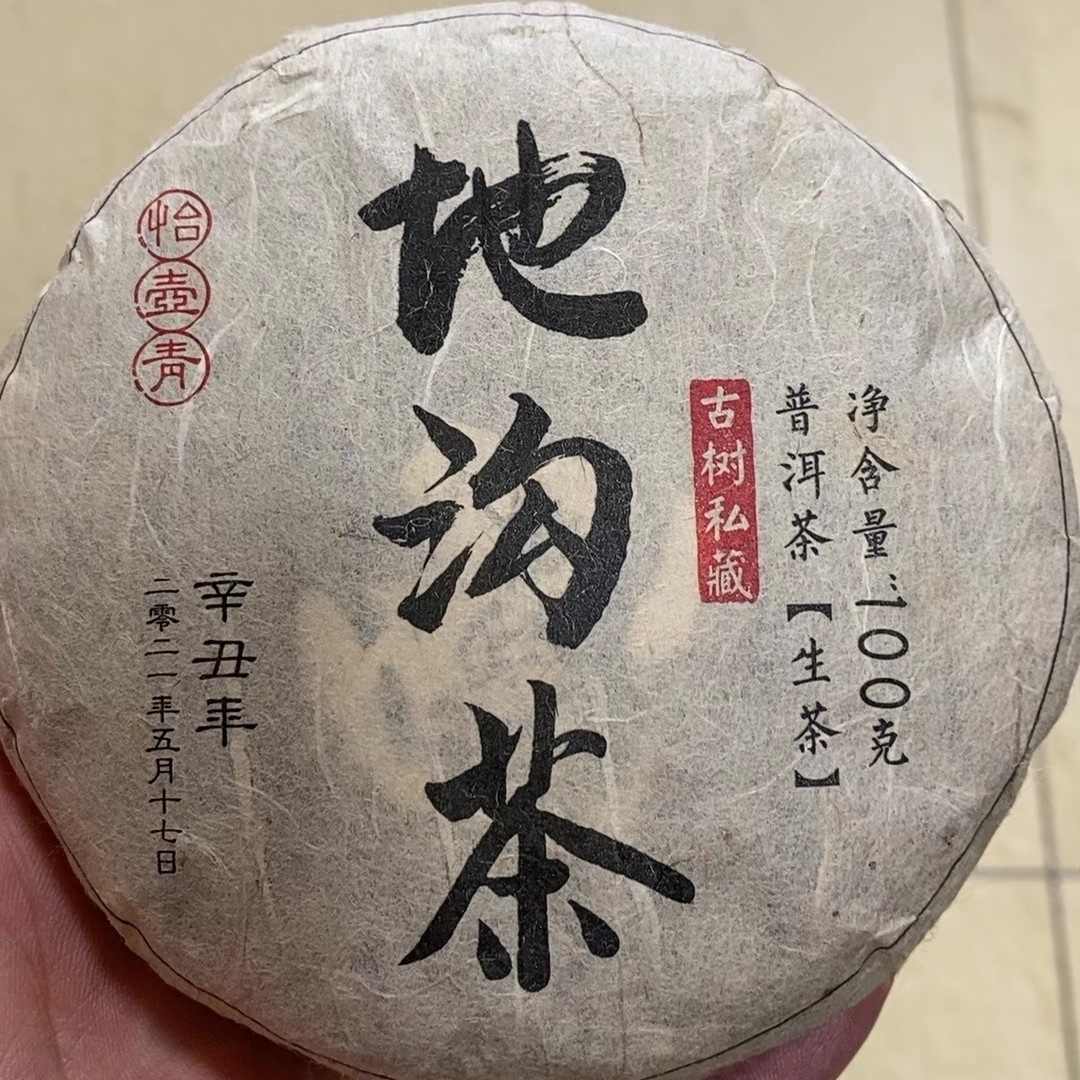 净含量:100克
普洱茶【生茶】
古树私藏
地沟茶
怡壺青
辛丑年
二零二一年五月十七日